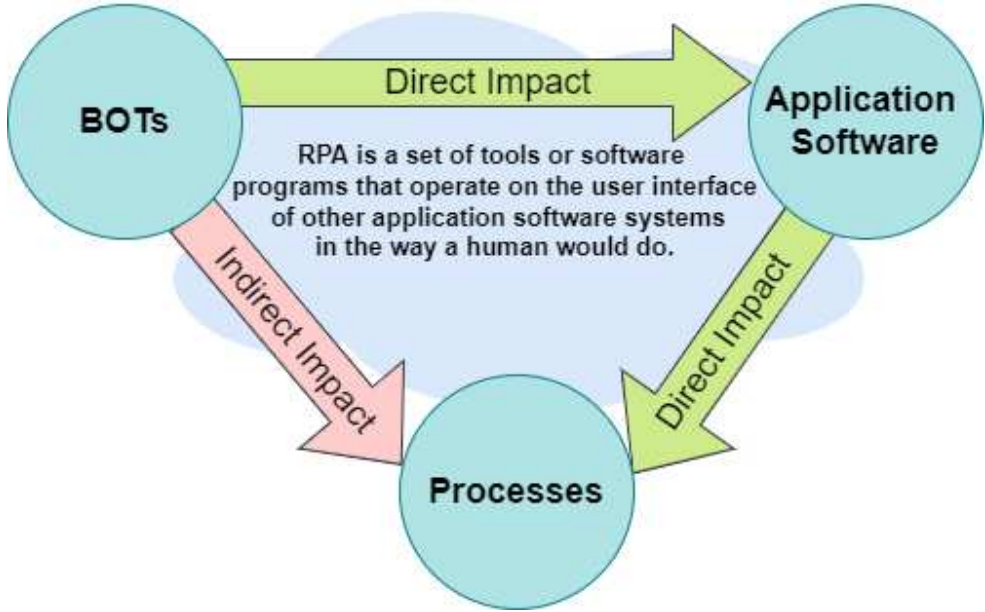 BOTs
Direct Impact
Application
Software
RPA is a set of tools or software
programs that operate on the user interface
of other application software systems
in the way a human would do.
Indirect Impact
Direct Impact
Processes